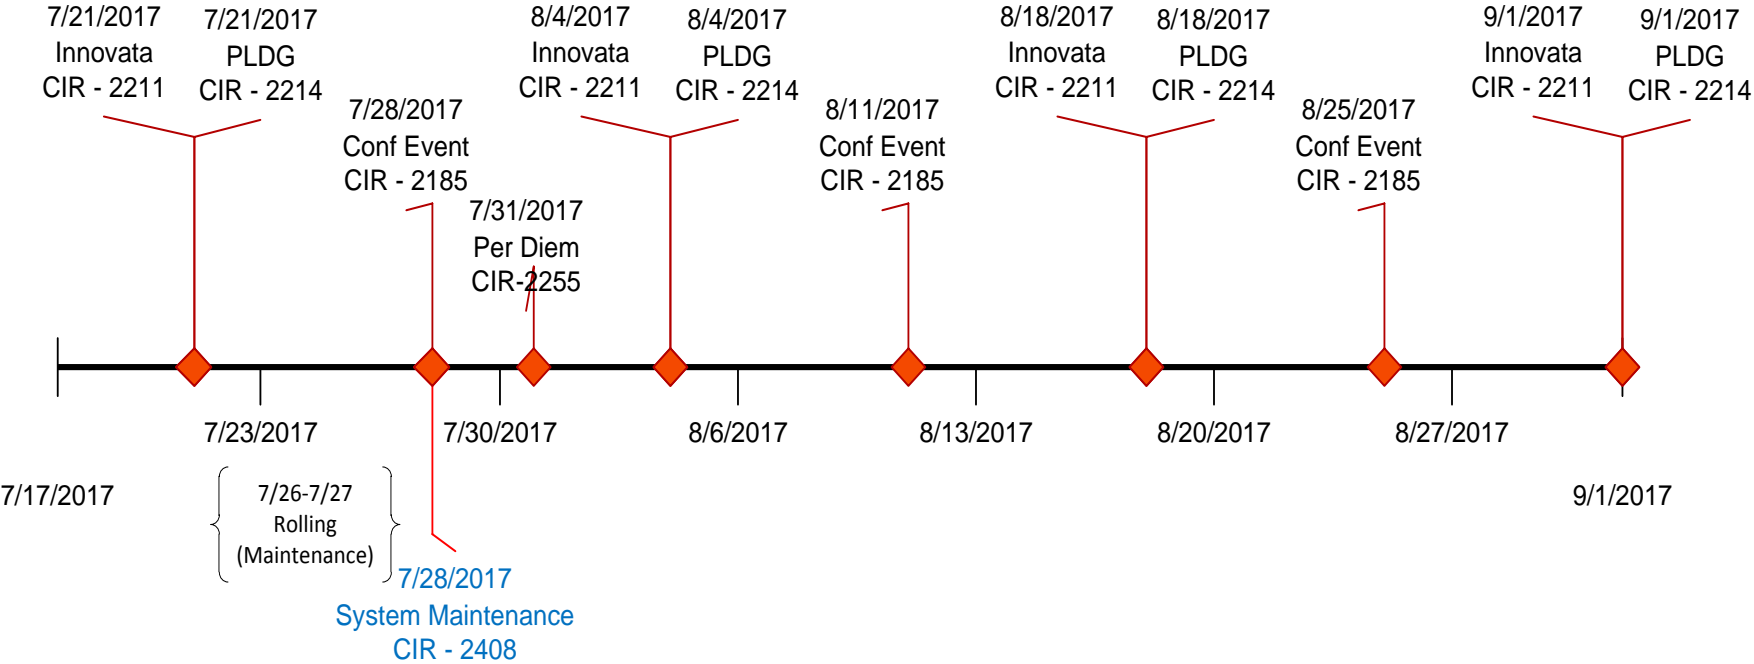 7/21/2017
Innovata
CIR - 2211
7/21/2017
PLDG
CIR - 2214
7/28/2017
Conf Event
CIR - 2185
7/31/2017
Per Diem
CIR-2255
8/4/2017
Innovata
CIR - 2211
8/4/2017
PLDG
CIR - 2214
8/11/2017
Conf Event
CIR - 2185
8/18/2017
Innovata
CIR - 2211
8/18/2017
PLDG
CIR - 2214
8/25/2017
Conf Event
CIR - 2185
9/1/2017
Innovata
CIR - 2211
9/1/2017
PLDG
CIR - 2214
7/23/2017
7/30/2017
8/6/2017
8/13/2017
8/20/2017
8/27/2017
7/17/2017
9/1/2017
7/26-7/27
Rolling
(Maintenance)
7/28/2017
System Maintenance
CIR - 2408